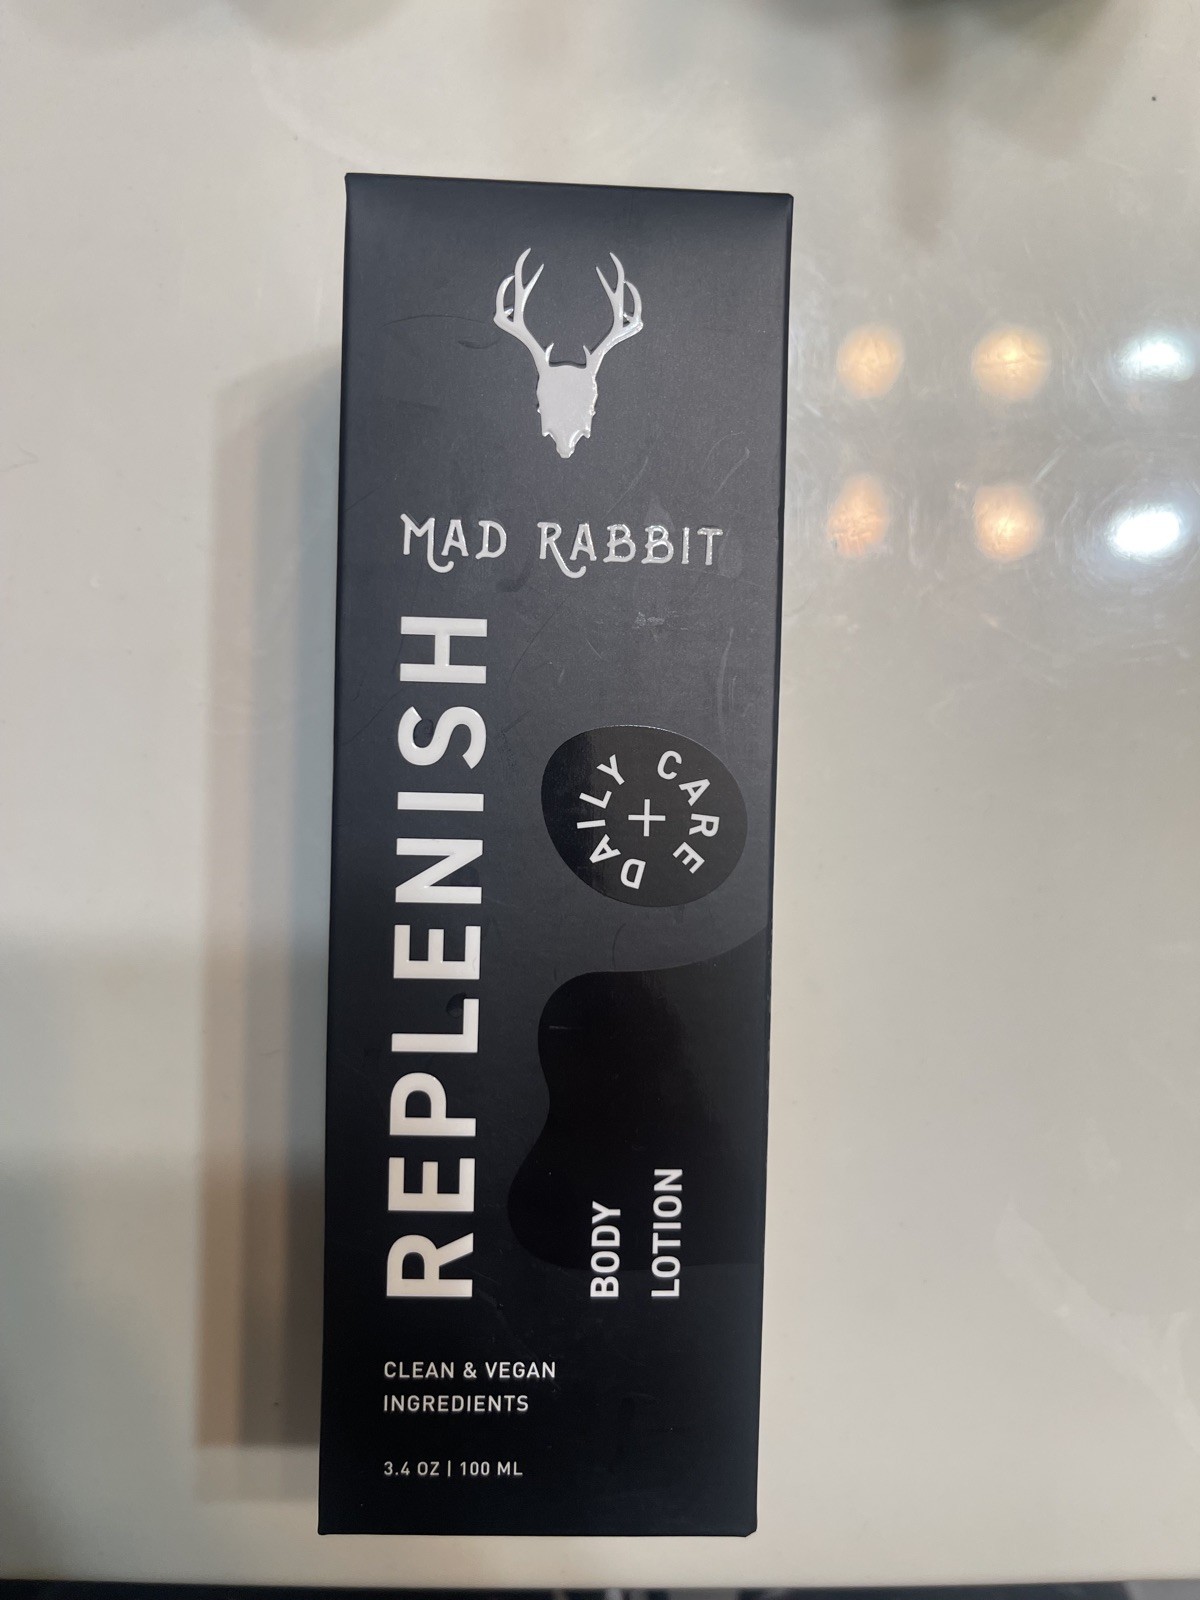 MAD RABBIT
REPLENISH
DAILY CARE
BODY
LOTION
CLEAN & VEGAN
INGREDIENTS
3.4 OZ | 100 ML